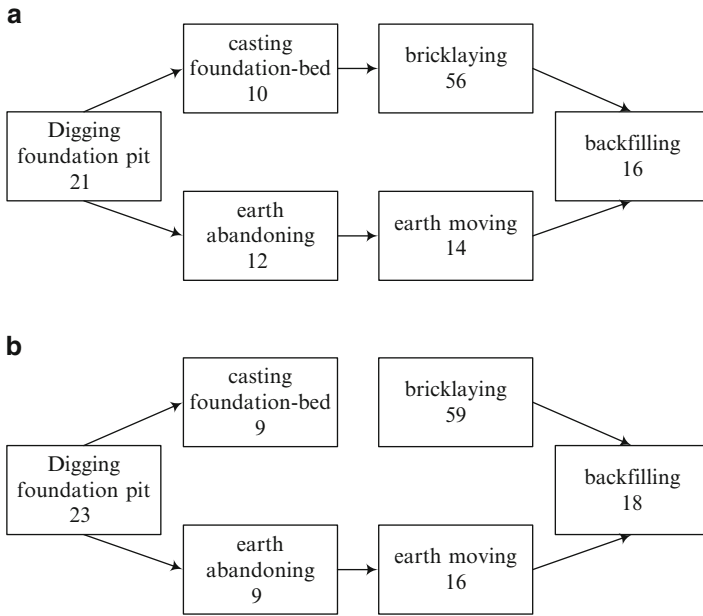 a
casting
foundation-bed
10
bricklaying
56
Digging
foundation pit
21
backfilling
16
earth
abandoning
12
earth moving
14
b
casting
foundation-bed
9
bricklaying
59
Digging
foundation pit
23
backfilling
18
earth
abandoning
9
earth moving
16